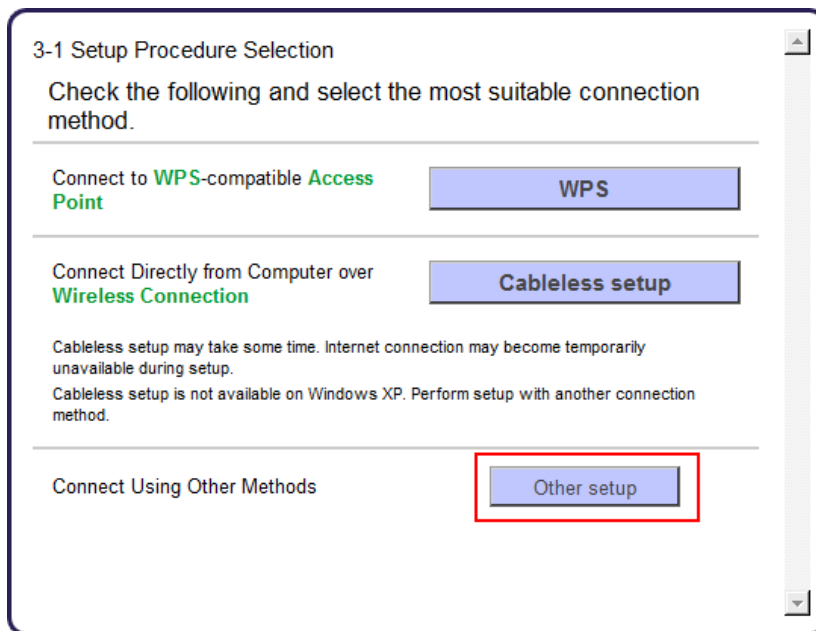 3-1 Setup Procedure Selection
Check the following and select the most suitable connection
method.
Connect to WPS-compatible Access
Point
WPS
Connect Directly from Computer over
Wireless Connection
Cableless setup
Cableless setup may take some time. Internet connection may become temporarily
unavailable during setup.
Cableless setup is not available on Windows XP. Perform setup with another connection
method.
Connect Using Other Methods
Other setup